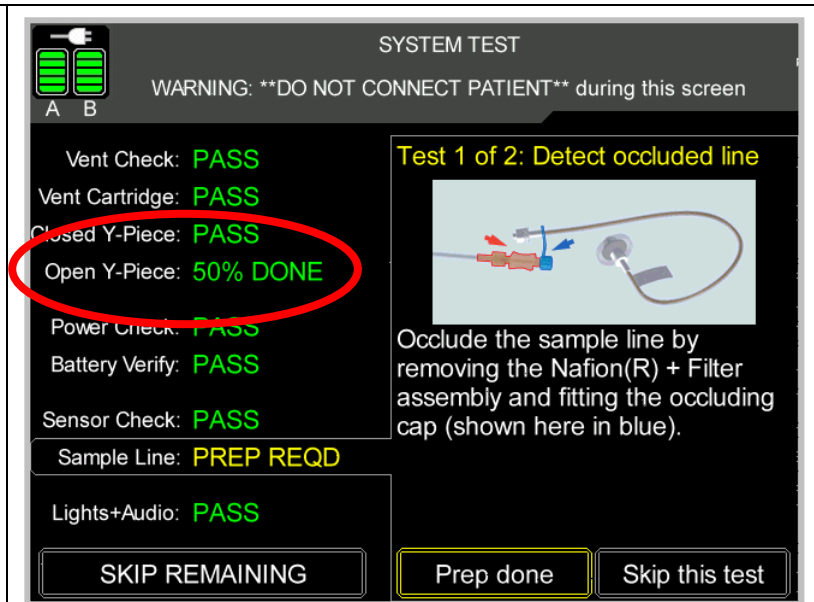 SYSTEM TEST
WARNING: **DO NOT CONNECT PATIENT** during this screen
A B
Vent Check: PASS
Vent Cartridge: PASS
Closed Y-Piece: PASS
Open Y-Piece: 50% DONE
Power Check: PASS
Battery Verify: PASS
Sensor Check: PASS
Sample Line: PREP REQD
Lights+Audio: PASS
SKIP REMAINING
Test 1 of 2: Detect occluded line
Occlude the sample line by
removing the Nafion(R) + Filter
assembly and fitting the occluding
cap (shown here in blue).
Prep done
Skip this test